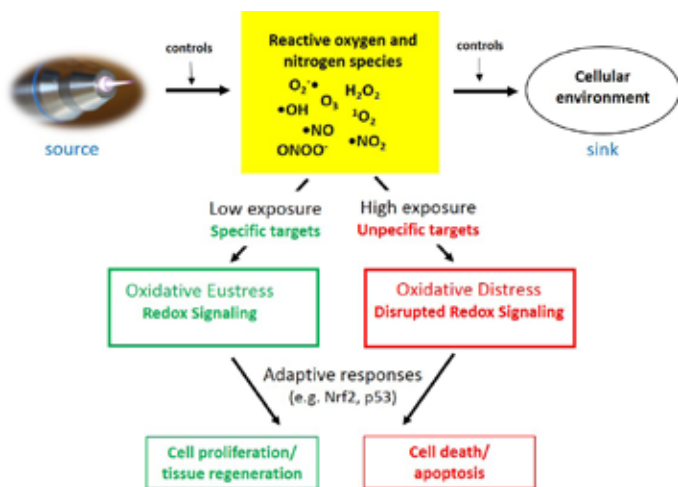 controls
Reactive oxygen and
nitrogen species
controls
O₂⁻•
H₂O₂
O₃
•OH
¹O₂
•NO
•NO₂
ONOO⁻
Cellular
environment
source
sink
Low exposure
Specific targets
High exposure
Unpecific targets
Oxidative Eustress
Redox Signaling
Oxidative Distress
Disrupted Redox Signaling
Adaptive responses
(e.g. Nrf2, p53)
Cell proliferation/
tissue regeneration
Cell death/
apoptosis